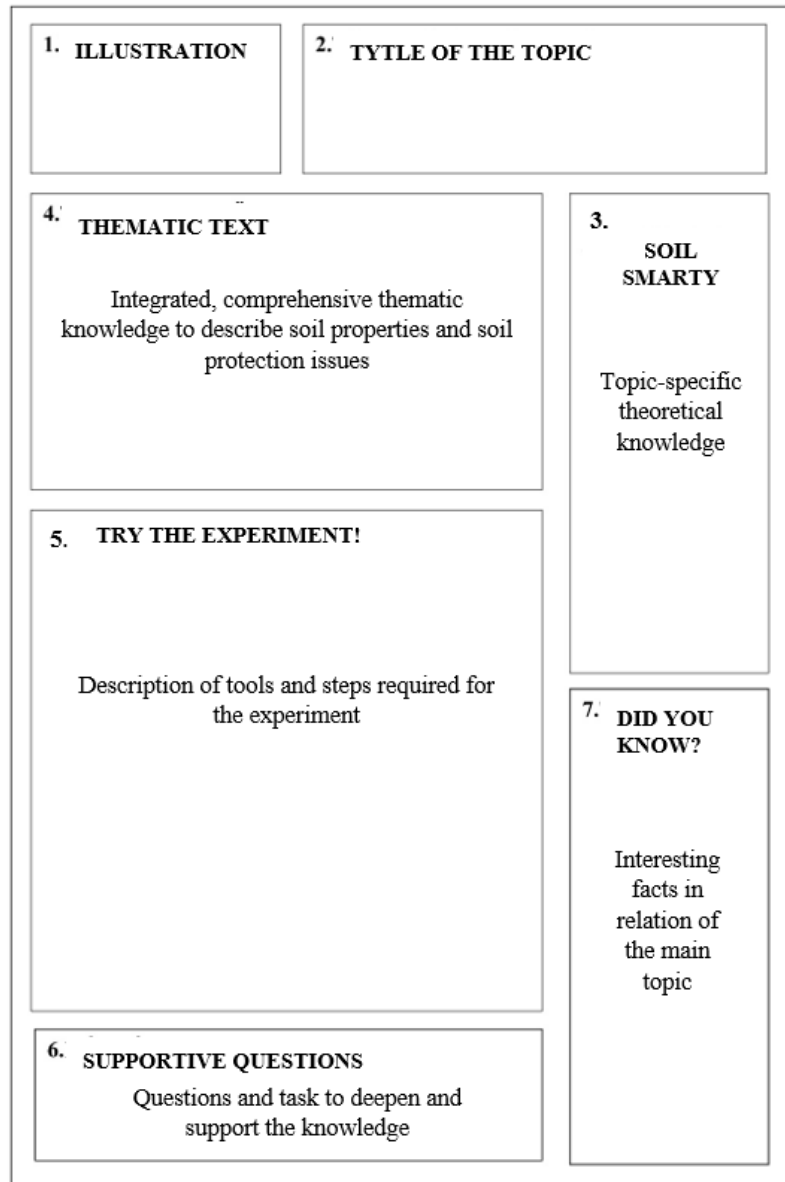 1. ILLUSTRATION
2. TYTLE OF THE TOPIC
4. THEMATIC TEXT
Integrated, comprehensive thematic
knowledge to describe soil properties and soil
protection issues
3.
SOIL
SMARTY
Topic-specific
theoretical
knowledge
5. TRY THE EXPERIMENT!
Description of tools and steps required for
the experiment
7. DID YOU
KNOW?
Interesting
facts in
relation of
the main
topic
6. SUPPORTIVE QUESTIONS
Questions and task to deepen and
support the knowledge